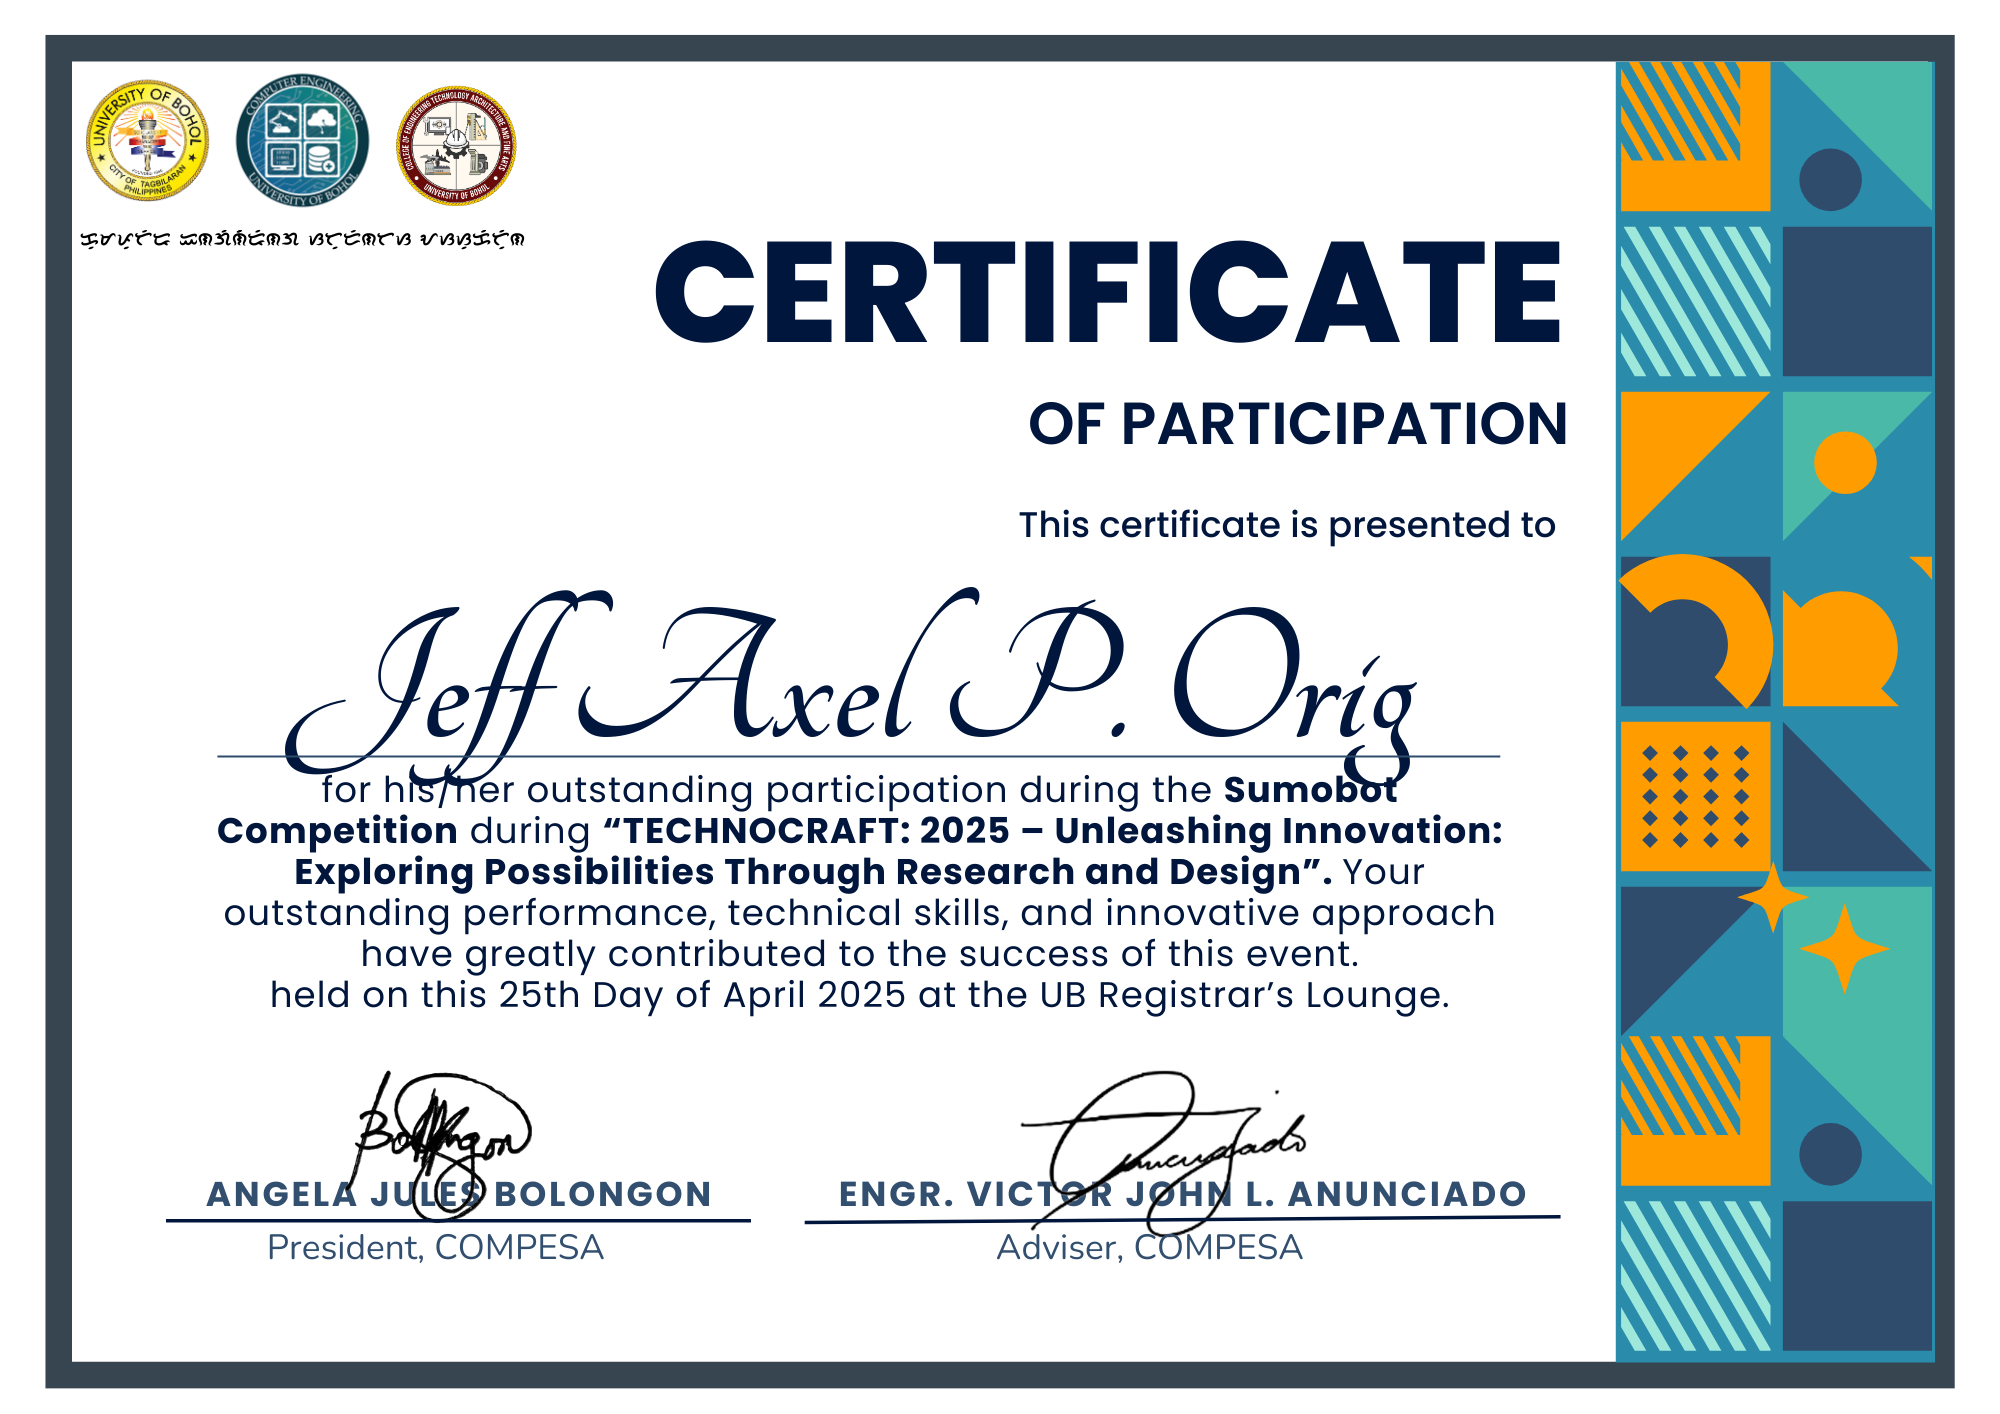 UNIVERSITY OF BOHOL
CITY OF TAGBILARAN
PHILIPPINES
COMPUTER ENGINEERING
UNIVERSITY OF BOHOL
COLLEGE OF ENGINEERING TECHNOLOGY ARCHITECTURE AND FINE ARTS
UNIVERSITY OF BOHOL
CERTIFICATE
OF PARTICIPATION
This certificate is presented to
Jeff Axel P. Orig
for his/her outstanding participation during the Sumobot
Competition during “TECHNOCRAFT: 2025 – Unleashing Innovation:
Exploring Possibilities Through Research and Design”. Your
outstanding performance, technical skills, and innovative approach
have greatly contributed to the success of this event.
held on this 25th Day of April 2025 at the UB Registrar’s Lounge.
ANGELA JULES BOLONGON
President, COMPESA
ENGR. VICTOR JOHN L. ANUNCIADO
Adviser, COMPESA